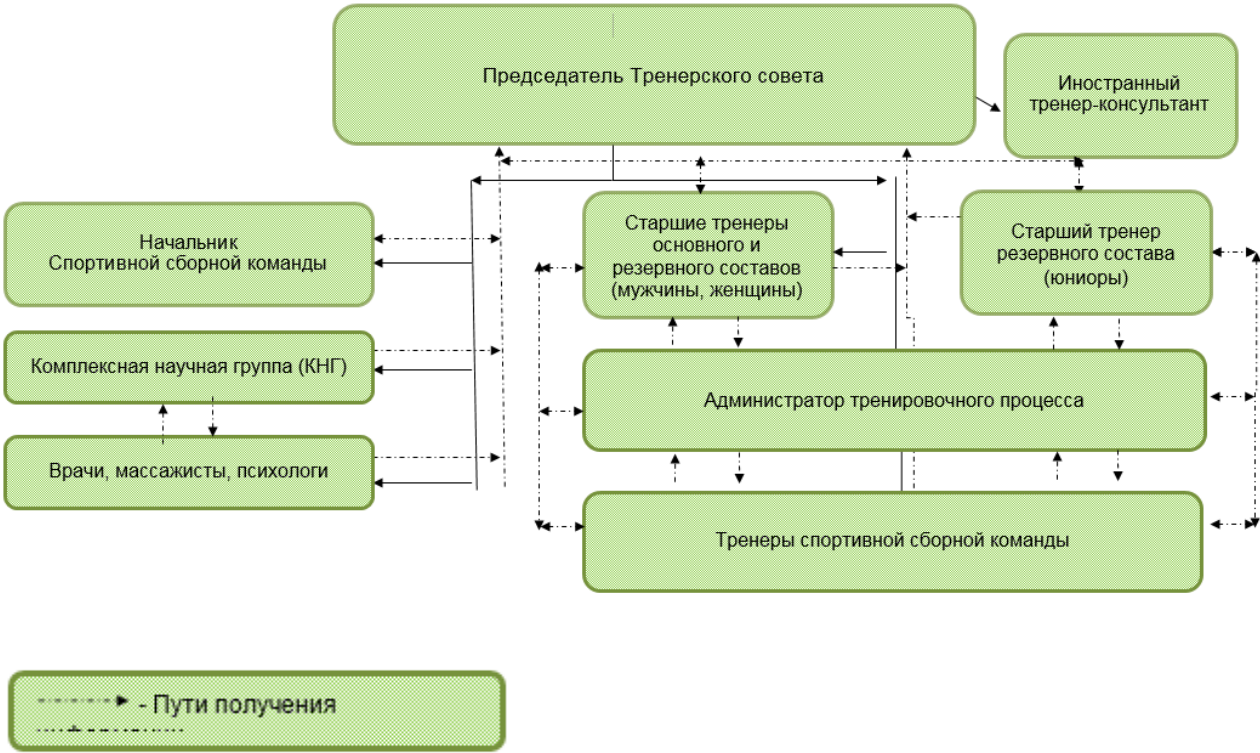 Председатель Тренерского совета
Иностранный
тренер-консультант
Начальник
Спортивной сборной команды
Старшие тренеры
основного и
резервного составов
(мужчины, женщины)
Старший тренер
резервного состава
(юниоры)
Комплексная научная группа (КНГ)
Администратор тренировочного процесса
Врачи, массажисты, психологи
Тренеры спортивной сборной команды
- Пути получения